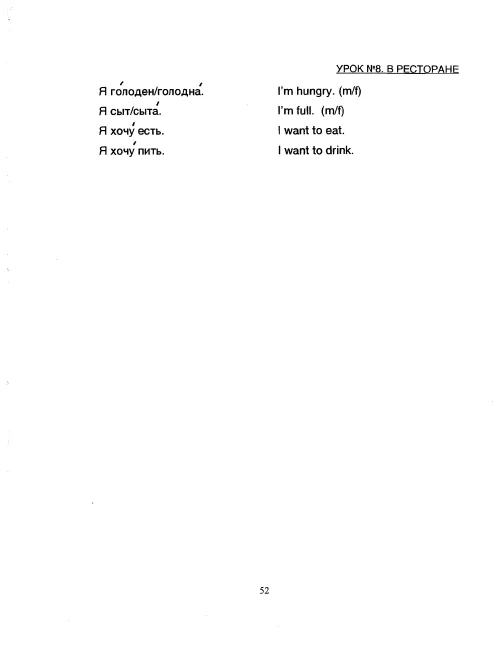 УРОК №8. В РЕСТОРАНЕ
Я го́лоден/голодна́. I'm hungry. (m/f)
Я сыт/сыта́. I'm full. (m/f)
Я хочу́ есть. I want to eat.
Я хочу́ пить. I want to drink.
52